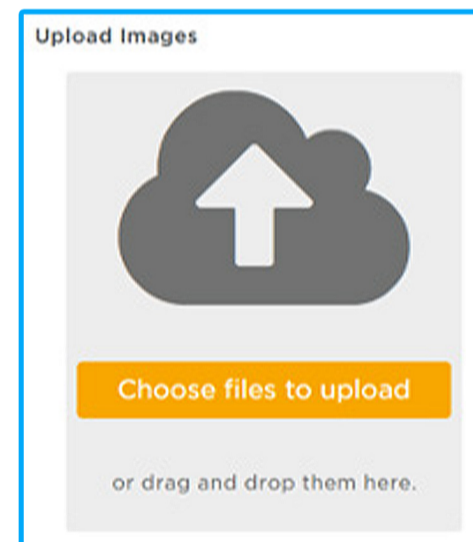 Upload Images
Choose files to upload
or drag and drop them here.